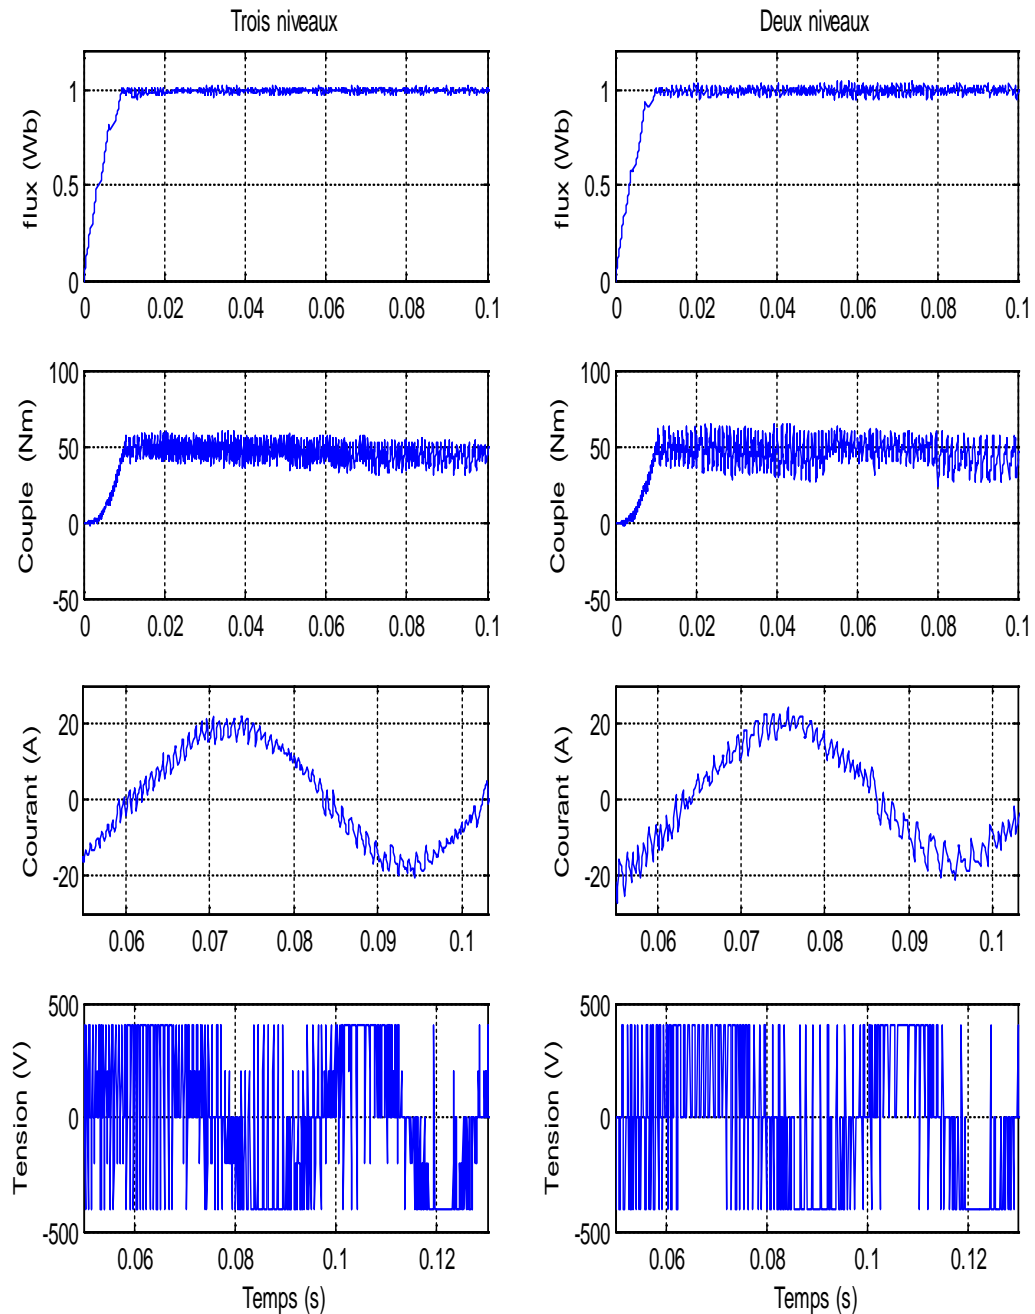 Trois niveaux
Deux niveaux
flux (Wb)
1
0.5
0
0 0.02 0.04 0.06 0.08 0.1
flux (Wb)
1
0.5
0
0 0.02 0.04 0.06 0.08 0.1
Couple (Nm)
100
50
0
-50
0 0.02 0.04 0.06 0.08 0.1
Couple (Nm)
100
50
0
-50
0 0.02 0.04 0.06 0.08 0.1
Courant (A)
20
0
-20
0.06 0.07 0.08 0.09 0.1
Courant (A)
20
0
-20
0.06 0.07 0.08 0.09 0.1
Tension (V)
500
0
-500
0.06 0.08 0.1 0.12
Temps (s)
Tension (V)
500
0
-500
0.06 0.08 0.1 0.12
Temps (s)